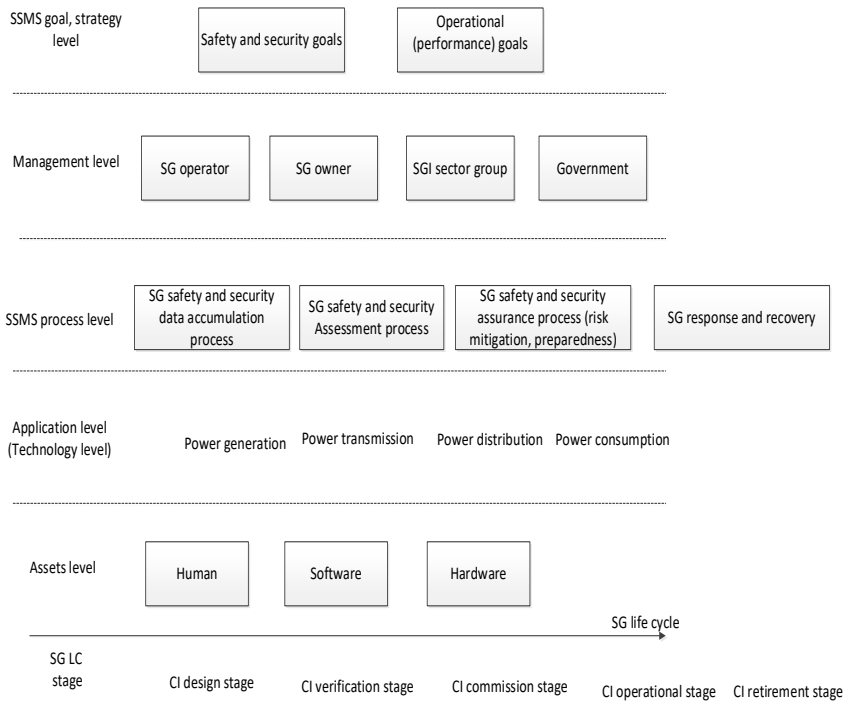 SSMS goal, strategy
level
Safety and security goals
Operational
(performance) goals
Management level
SG operator
SG owner
SGI sector group
Government
SSMS process level
SG safety and security
data accumulation
process
SG safety and security
Assessment process
SG safety and security
assurance process (risk
mitigation, preparedness)
SG response and recovery
Application level
(Technology level)
Power generation
Power transmission
Power distribution
Power consumption
Assets level
Human
Software
Hardware
SG life cycle
SG LC
stage
CI design stage
CI verification stage
CI commission stage
CI operational stage
CI retirement stage